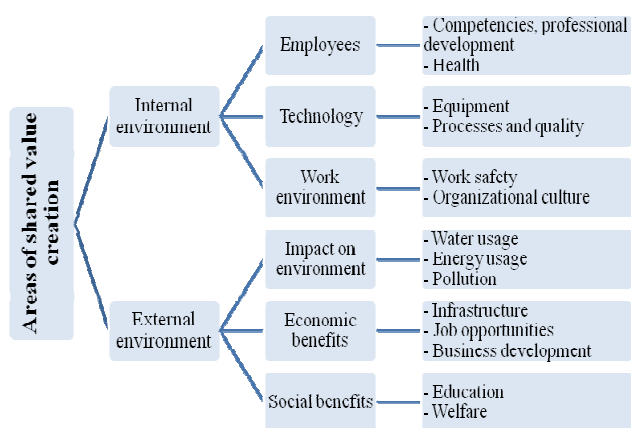 Areas of shared value
creation
Internal
environment
External
environment
Employees
- Competencies, professional
development
- Health
Technology
- Equipment
- Processes and quality
Work
environment
- Work safety
- Organizational culture
Impact on
environment
- Water usage
- Energy usage
- Pollution
Economic
benefits
- Infrastructure
- Job opportunities
- Business development
Social benefits
- Education
- Welfare